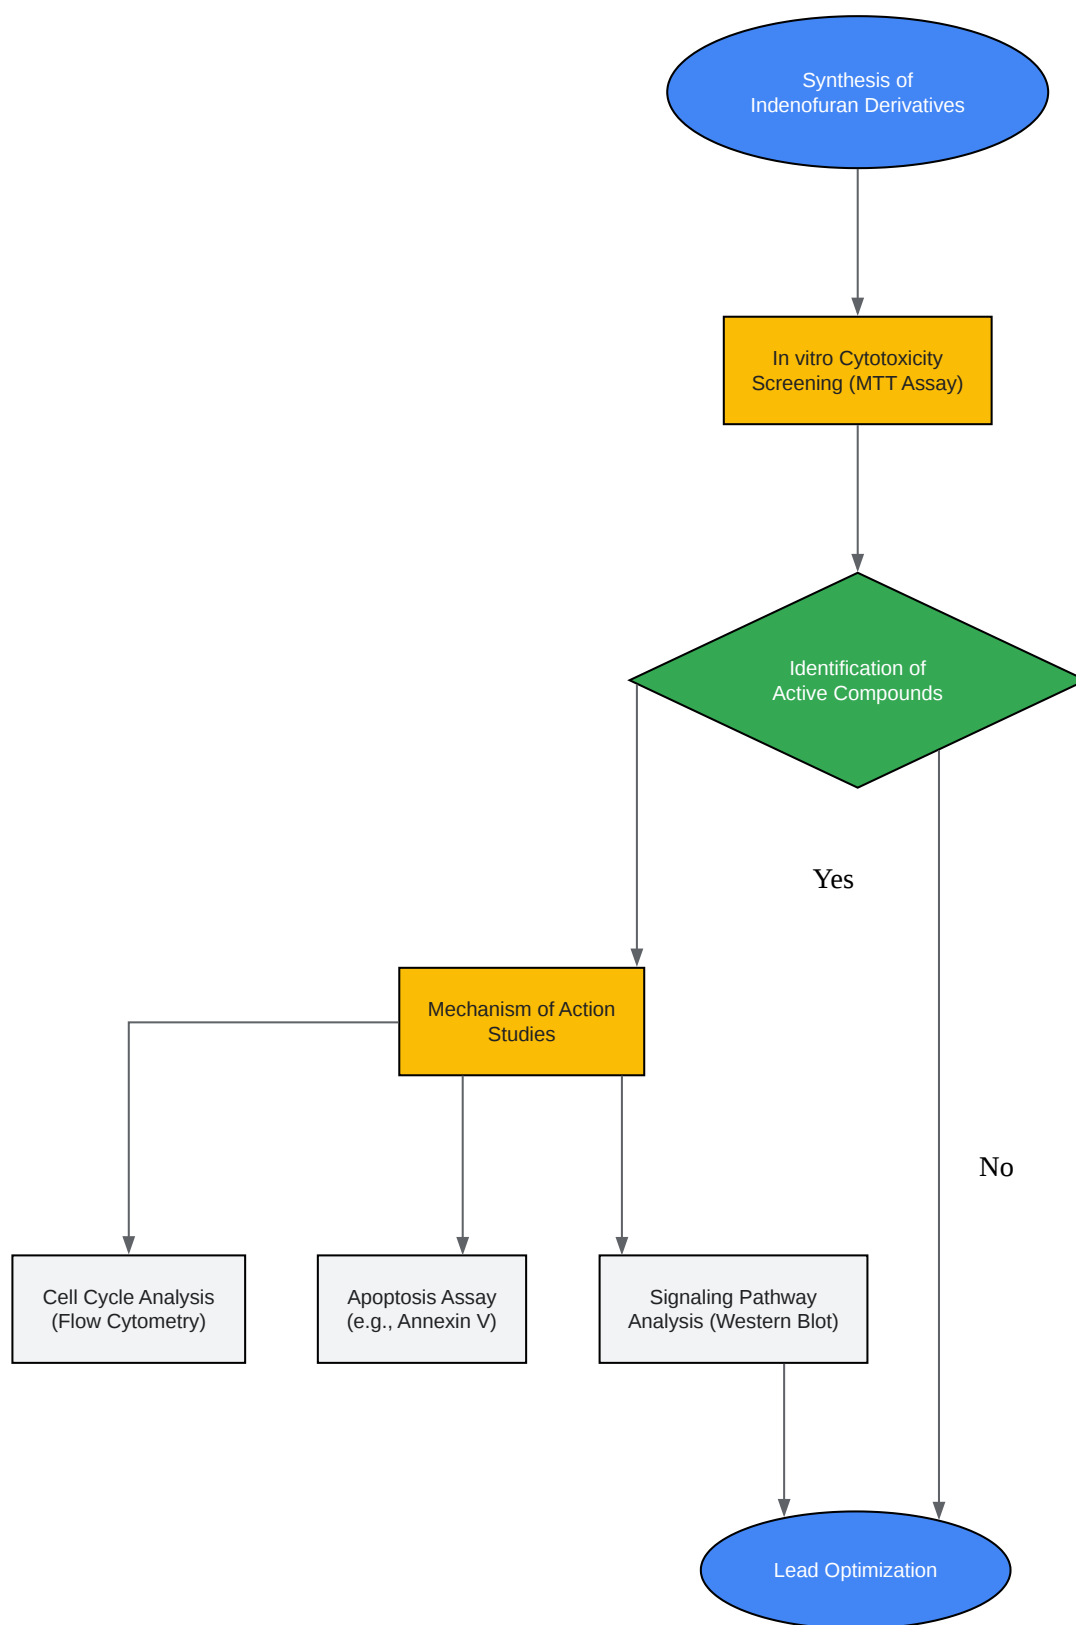 Synthesis of
Indenofuran Derivatives
In vitro Cytotoxicity
Screening (MTT Assay)
Identification of
Active Compounds
Yes
Mechanism of Action
Studies
No
Cell Cycle Analysis
(Flow Cytometry)
Apoptosis Assay
(e.g., Annexin V)
Signaling Pathway
Analysis (Western Blot)
Lead Optimization